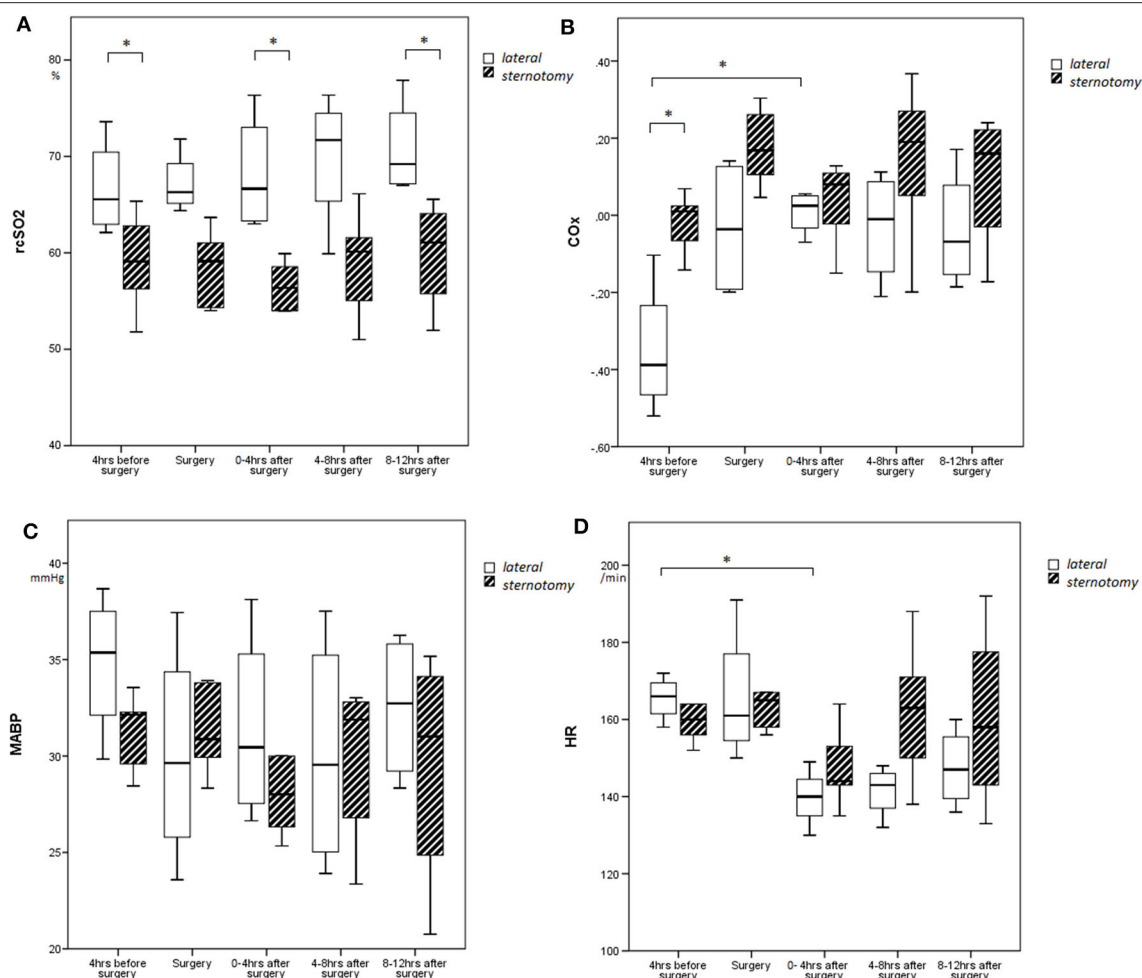 A
*
*
*
80
%
70
60
50
40
rcSO2
lateral
sternotomy
4hrs before surgery
Surgery
0-4hrs after surgery
4-8hrs after surgery
8-12hrs after surgery
B
*
*
.40
.20
.00
-.20
-.40
-.60
COx
lateral
sternotomy
4hrs before surgery
Surgery
0-4hrs after surgery
4-8hrs after surgery
8-12hrs after surgery
C
40
mmHg
35
30
25
20
MABP
lateral
sternotomy
4hrs before surgery
Surgery
0-4hrs after surgery
4-8hrs after surgery
8-12hrs after surgery
D
*
200
/min
180
160
140
120
100
HR
lateral
sternotomy
4hrs before surgery
Surgery
0- 4hrs after surgery
4-8hrs after surgery
8-12hrs after surgery